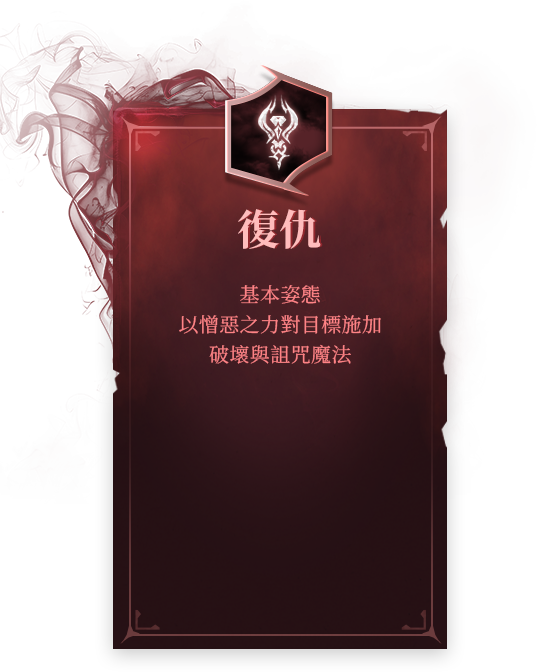 復仇
基本姿態
以憎惡之力對目標施加
破壞與詛咒魔法